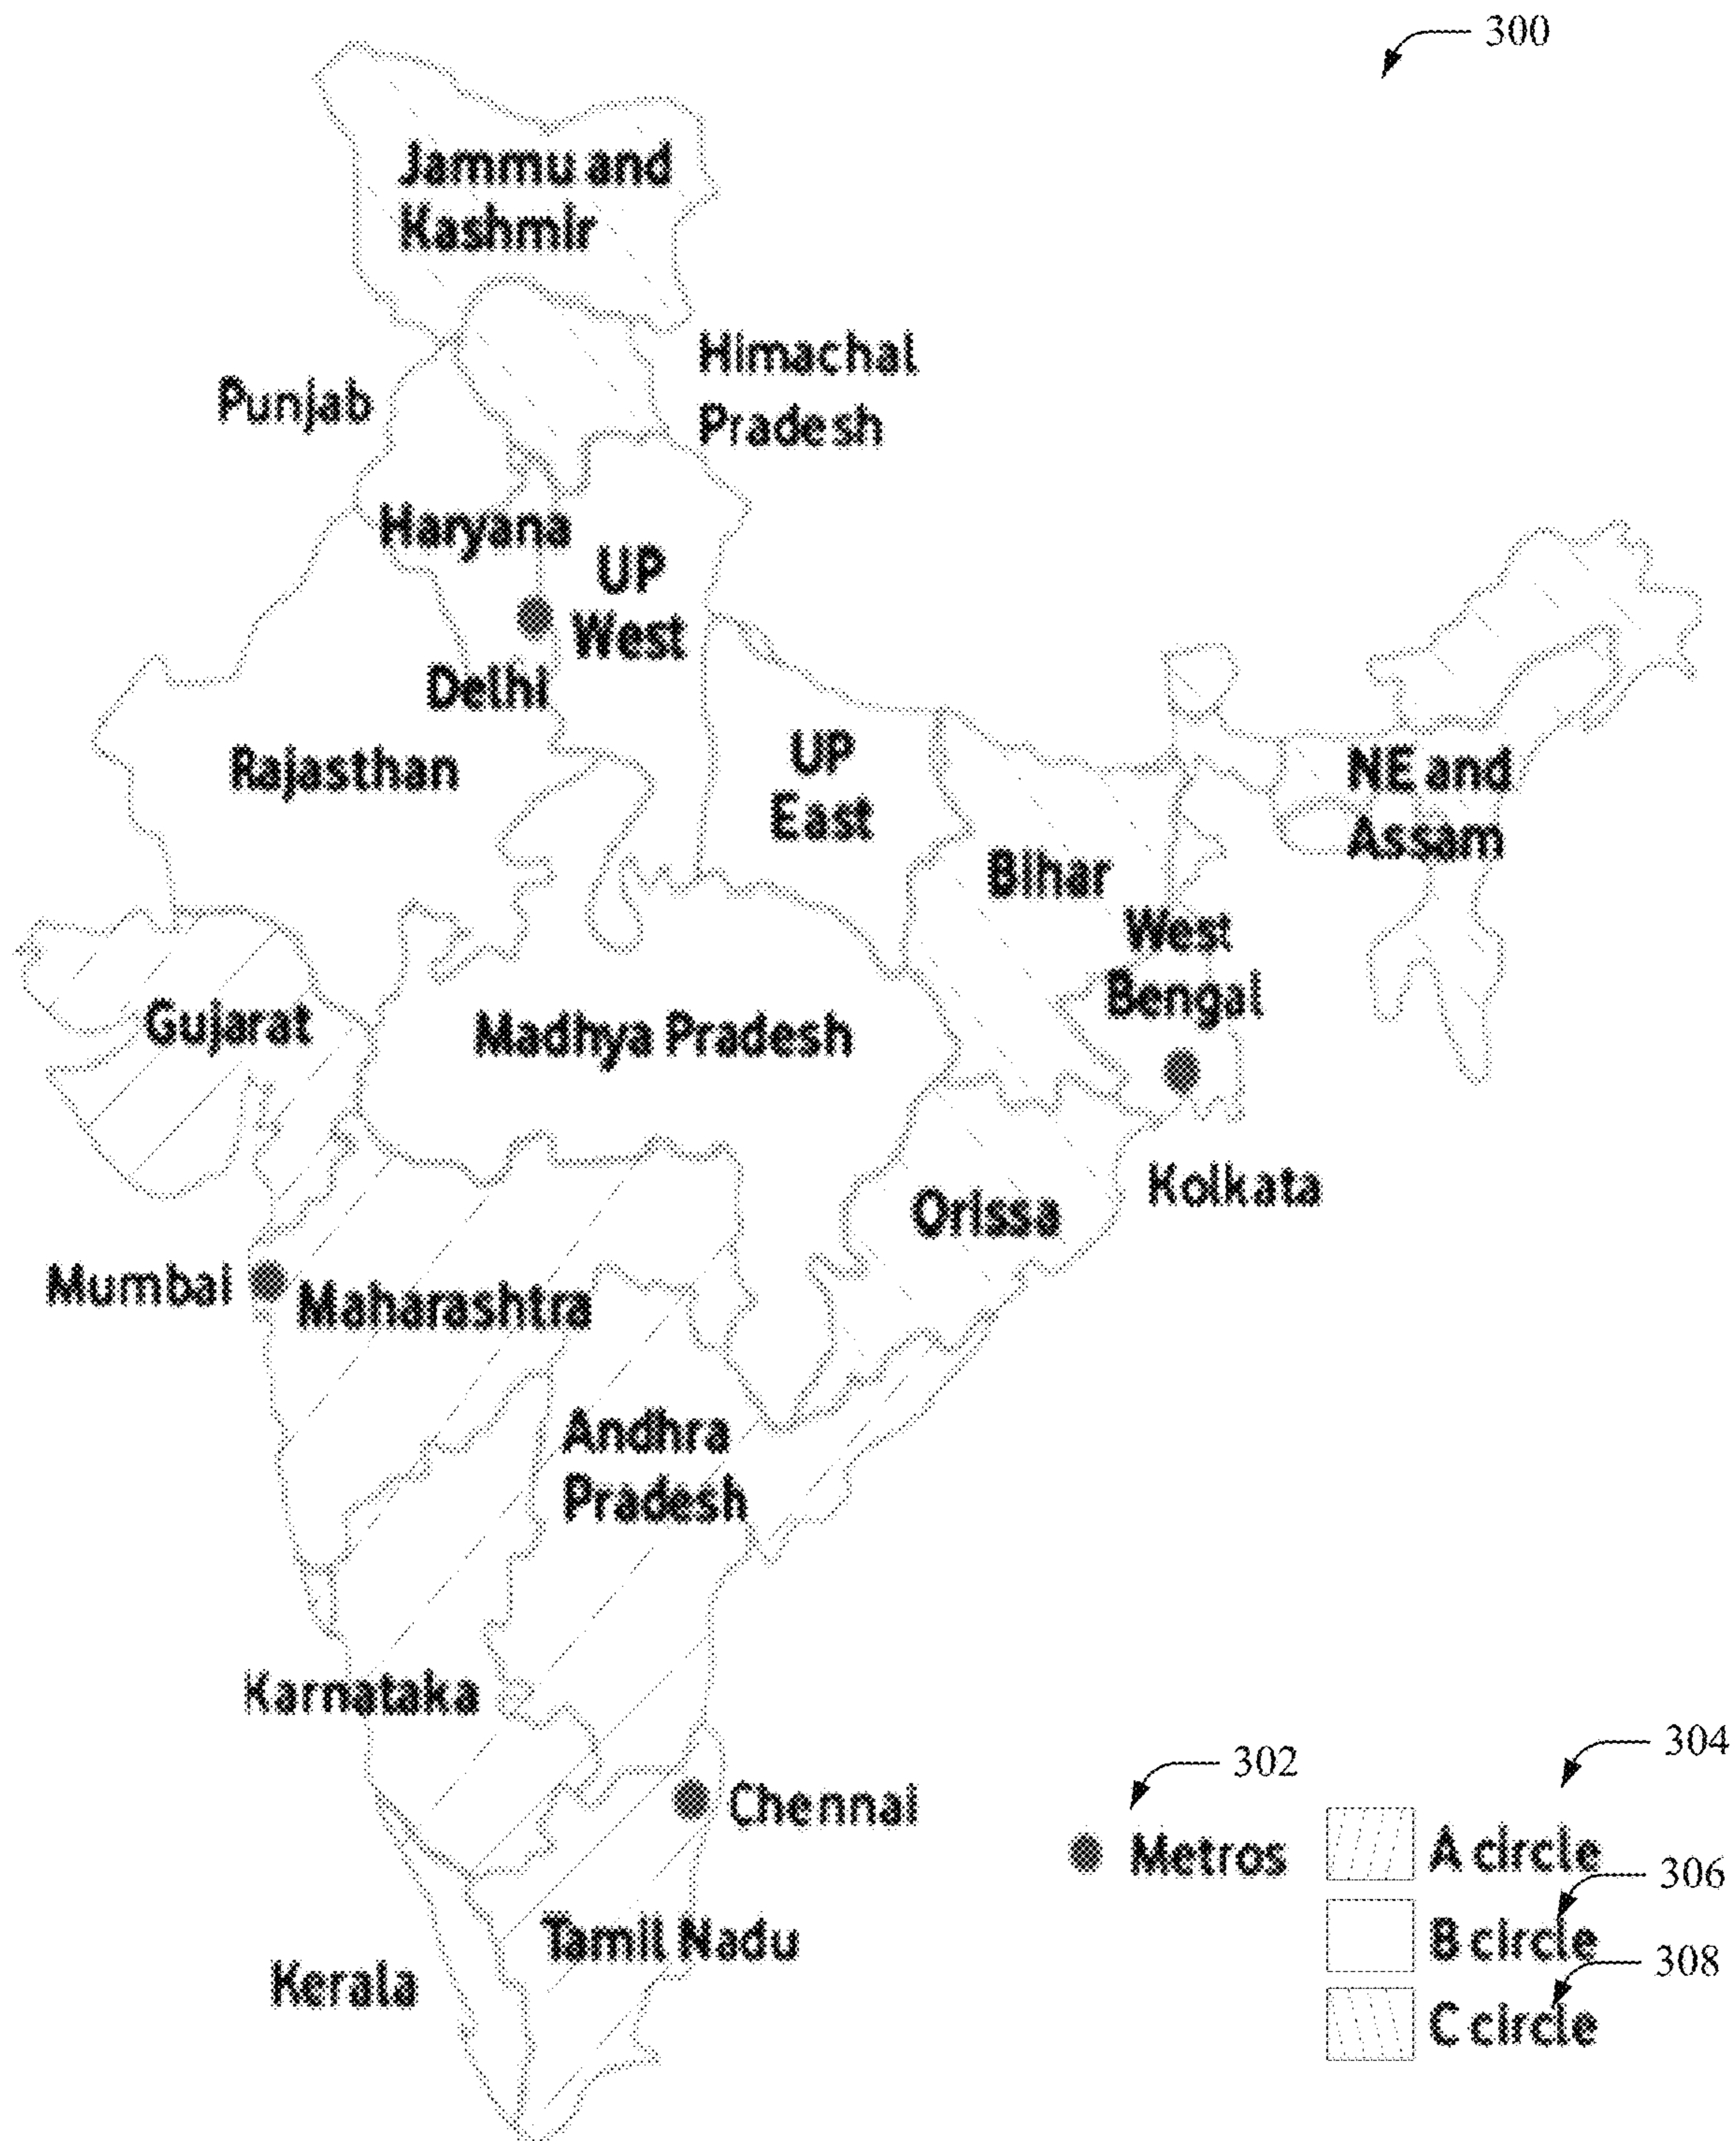 300
Jammu and
Kashmir
Himachal
Pradesh
Punjab
Haryana
UP
West
Delhi
Rajasthan
UP
East
NE and
Assam
Bihar
West
Bengal
Gujarat
Madhya Pradesh
Kolkata
Orissa
Mumbai
Maharashtra
Andhra
Pradesh
Karnataka
Chennai
Tamil Nadu
Kerala
302
Metros
304
A circle
306
B circle
308
C circle